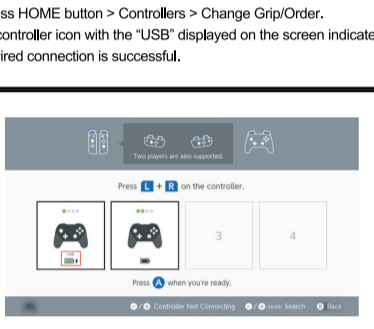 ss HOME button > Controllers > Change Grip/Order.
controller icon with the “USB” displayed on the screen indicate
ired connection is successful.
Two players are also supported.
Press L + R on the controller.
USB
3
4
Press A when you're ready.
Controller Not Connecting
Search
Back